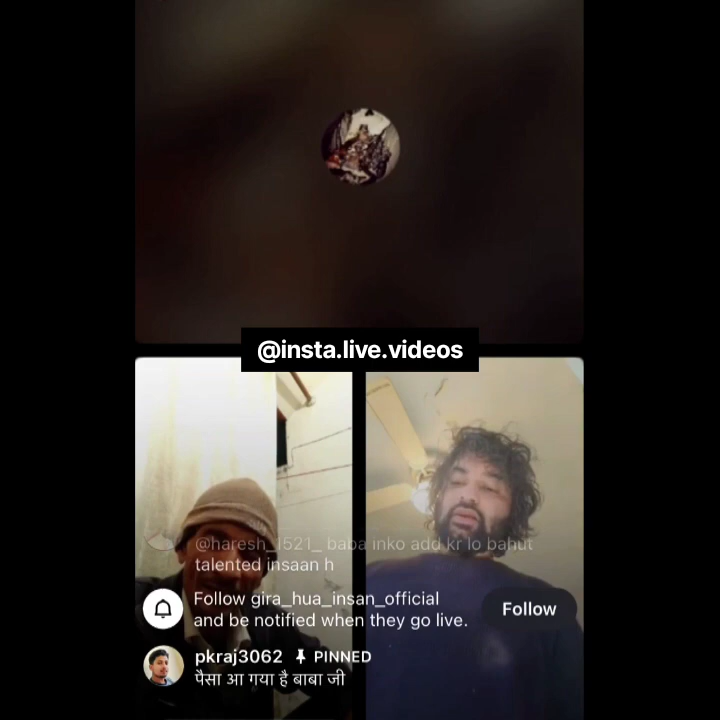 @insta.live.videos
@haresh_1521_ baba inko add kr lo bahut
talented insaan h
Follow gira_hua_insan_official
and be notified when they go live.
Follow
pkraj3062 PINNED
पैसा आ गया है बाबा जी